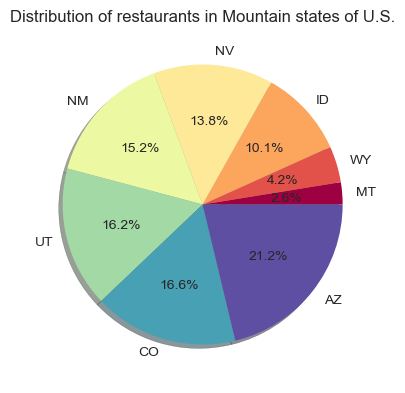 Distribution of restaurants in Mountain states of U.S.
NV
NM
ID
13.8%
15.2%
10.1%
WY
4.2%
MT
2.6%
16.2%
UT
21.2%
16.6%
AZ
CO